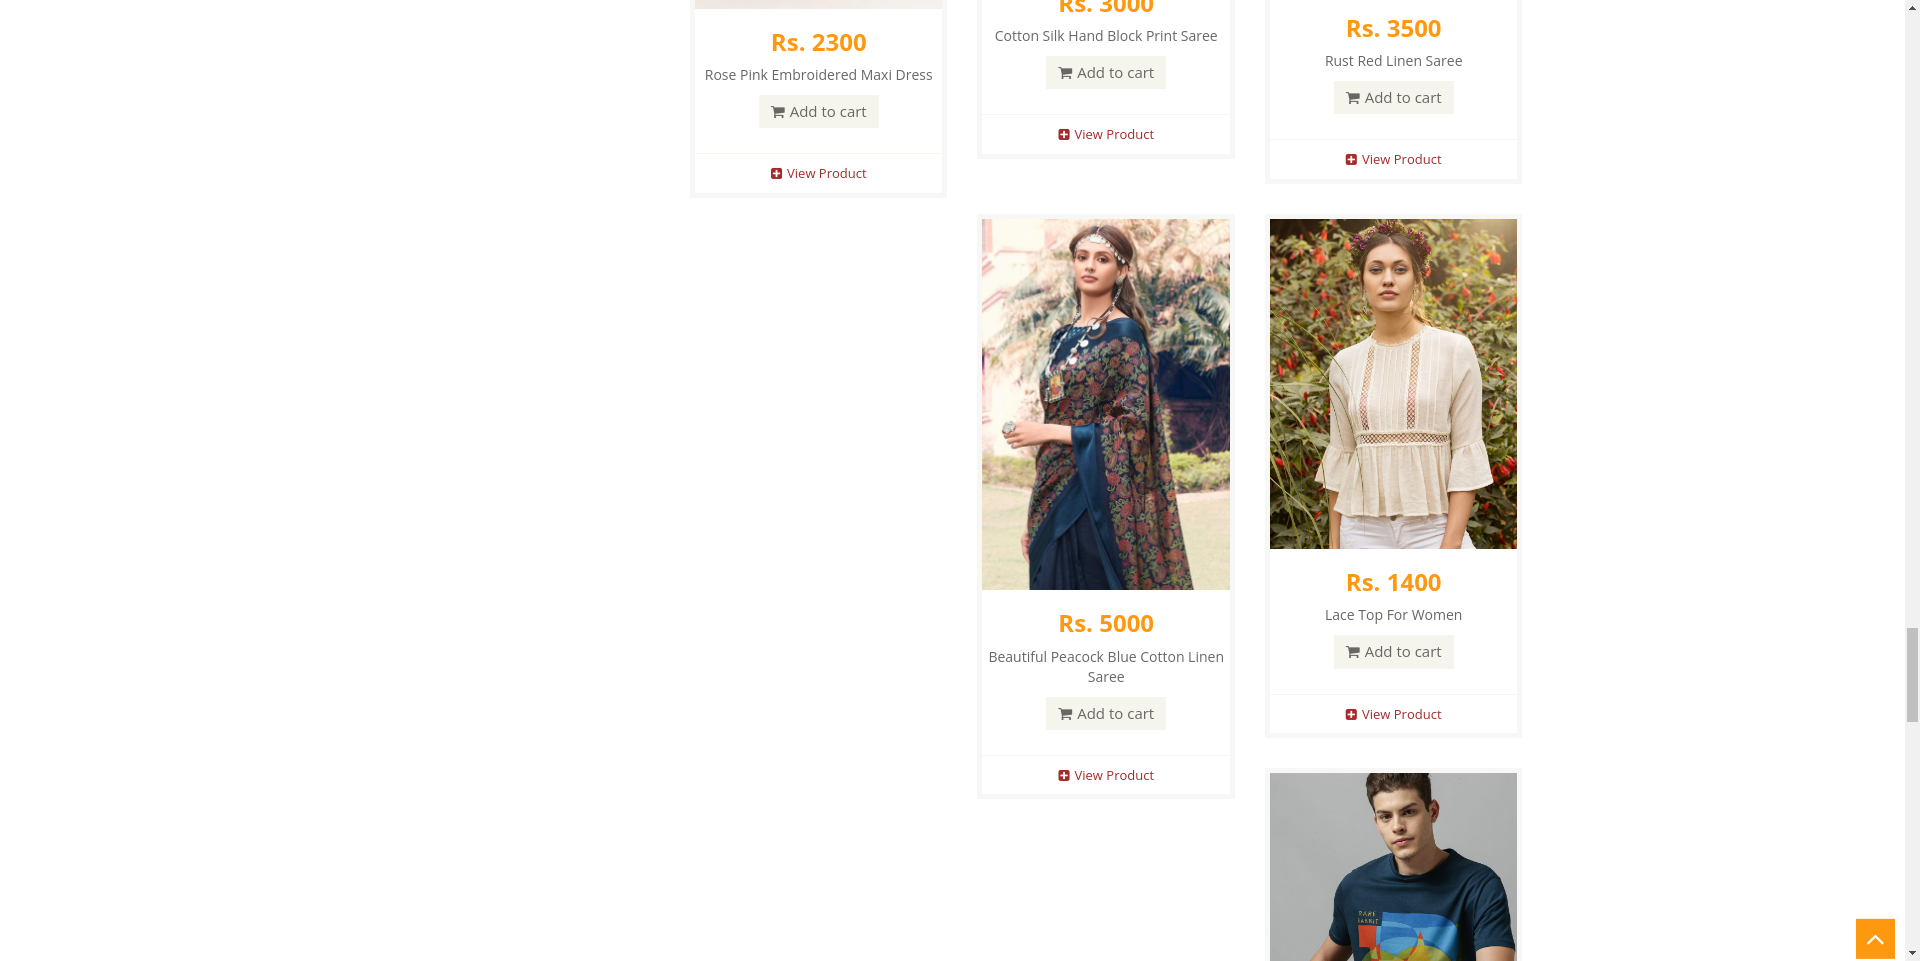 Rs. 2300
Rose Pink Embroidered Maxi Dress
Add to cart
View Product
Rs. 3000
Cotton Silk Hand Block Print Saree
Add to cart
View Product
Rs. 3500
Rust Red Linen Saree
Add to cart
View Product
Rs. 5000
Beautiful Peacock Blue Cotton Linen
Saree
Add to cart
View Product
Rs. 1400
Lace Top For Women
Add to cart
View Product
RARE
RABBIT